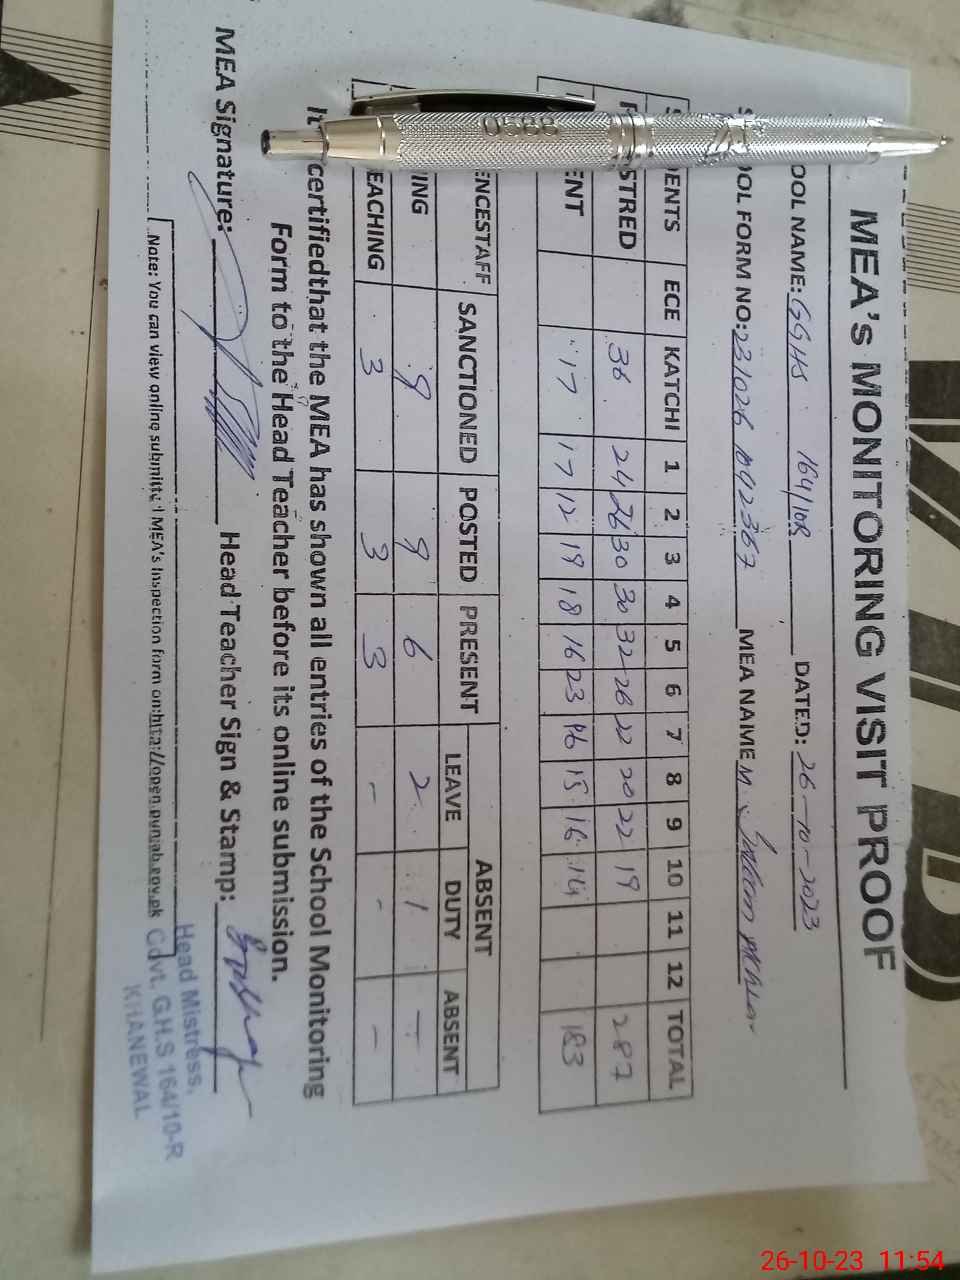 MEA's MONITORING VISIT PROOF
OOL NAME: GGHS 164/10R DATED: 26-10-2023
OOL FORM NO: 231026 MEA NAME M.
DENTS ECE KATCHI 1 2 3 4 5 6 7 8 9 10 11 12 TOTAL
STRED 36 24 26 30 30 32 26 22 20 22 19 287
ENT 17 17 12 19 18 16 23 16 15 16 14 183
ENCESTAFF SANCTIONED POSTED PRESENT ABSENT
LEAVE DUTY ABSENT
ING 9 9 6 2 1 -
EACHING 3 3 3 - - -
It certifiedthat the MEA has shown all entries of the School Monitoring
Form to the Head Teacher before its online submission.
MEA Signature: Head Teacher Sign & Stamp:
Head Mistress,
Govt. G.H.S 164/10-R
KHANEWAL
Note: You can view online submitted MEA's Inspection form on:http://open.punjab.gov.pk
0568
26-10-23 11:54